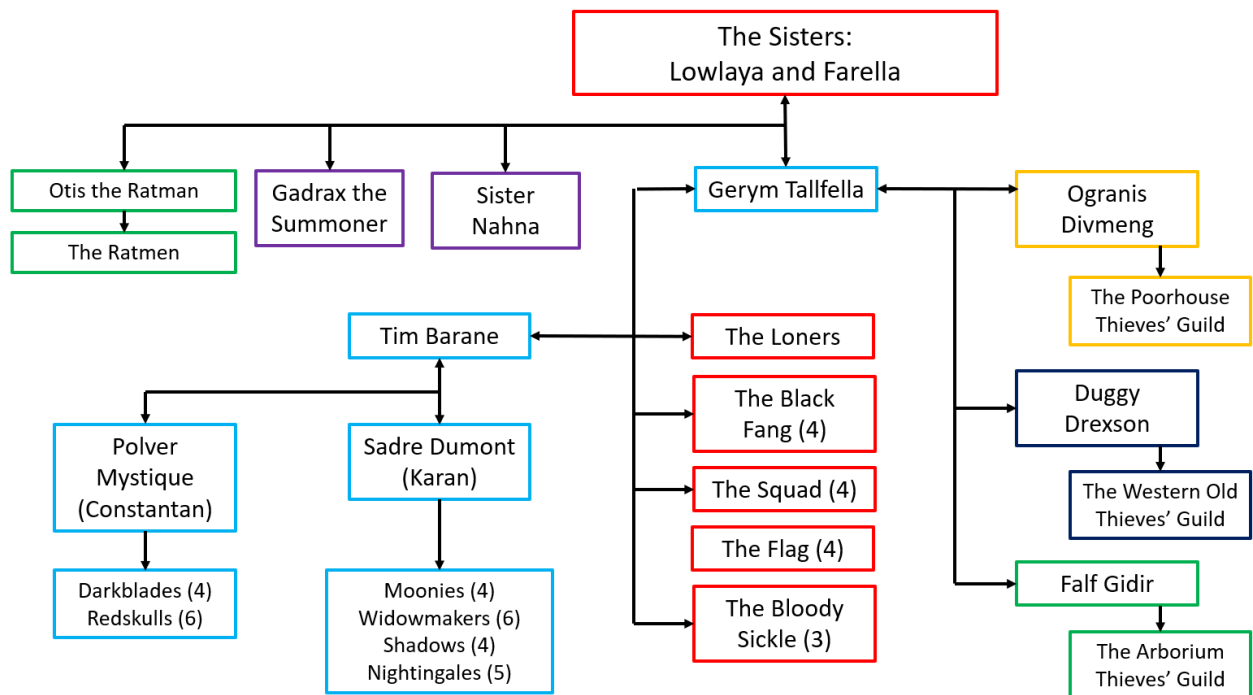 The Sisters:
Lowlaya and Farella
Otis the Ratman
The Ratmen
Gadrax the
Summoner
Sister
Nahna
Gerym Tallfella
Ogranis
Divmeng
The Poorhouse
Thieves’ Guild
Tim Barane
The Loners
The Black
Fang (4)
Duggy
Drexson
Polver
Mystique
(Constantan)
Sadre Dumont
(Karan)
The Squad (4)
The Western Old
Thieves’ Guild
The Flag (4)
Darkblades (4)
Redskulls (6)
Moonies (4)
Widowmakers (6)
Shadows (4)
Nightingales (5)
The Bloody
Sickle (3)
Falf Gidir
The Arborium
Thieves’ Guild